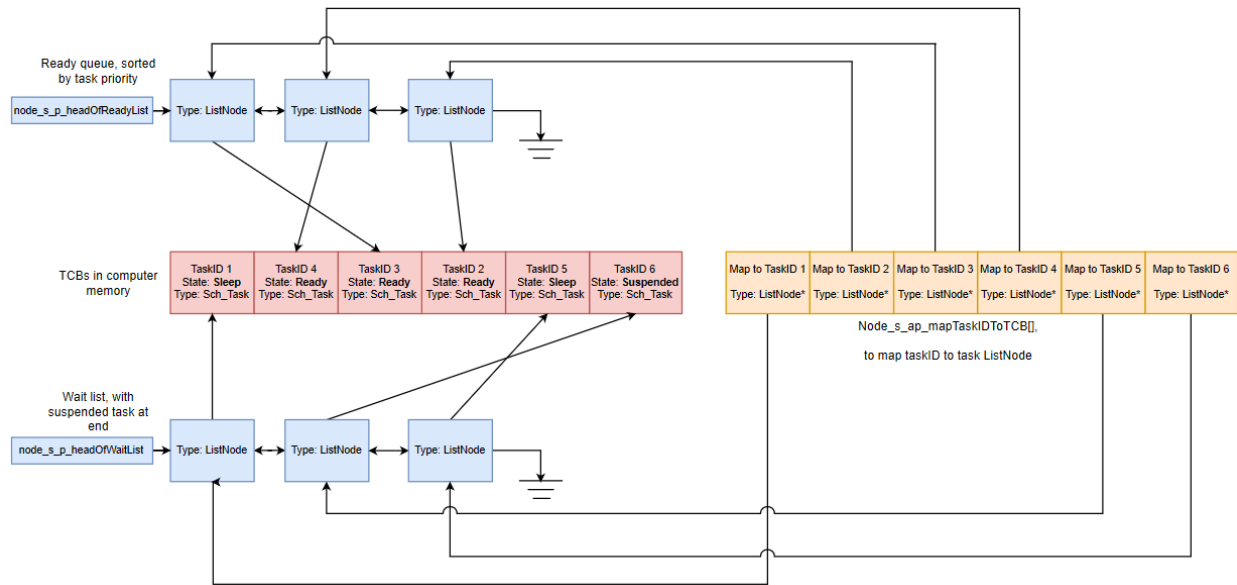 Ready queue, sorted
by task priority
node_s_p_headOfReadyList
Type: ListNode
Type: ListNode
Type: ListNode
TCBs in computer
memory
TaskID 1
State: Sleep
Type: Sch_Task
TaskID 4
State: Ready
Type: Sch_Task
TaskID 3
State: Ready
Type: Sch_Task
TaskID 2
State: Ready
Type: Sch_Task
TaskID 5
State: Sleep
Type: Sch_Task
TaskID 6
State: Suspended
Type: Sch_Task
Map to TaskID 1
Type: ListNode*
Map to TaskID 2
Type: ListNode*
Map to TaskID 3
Type: ListNode*
Map to TaskID 4
Type: ListNode*
Map to TaskID 5
Type: ListNode*
Map to TaskID 6
Type: ListNode*
Node_s_ap_mapTaskIDToTCB[],
to map taskID to task ListNode
Wait list, with
suspended task at
end
node_s_p_headOfWaitList
Type: ListNode
Type: ListNode
Type: ListNode